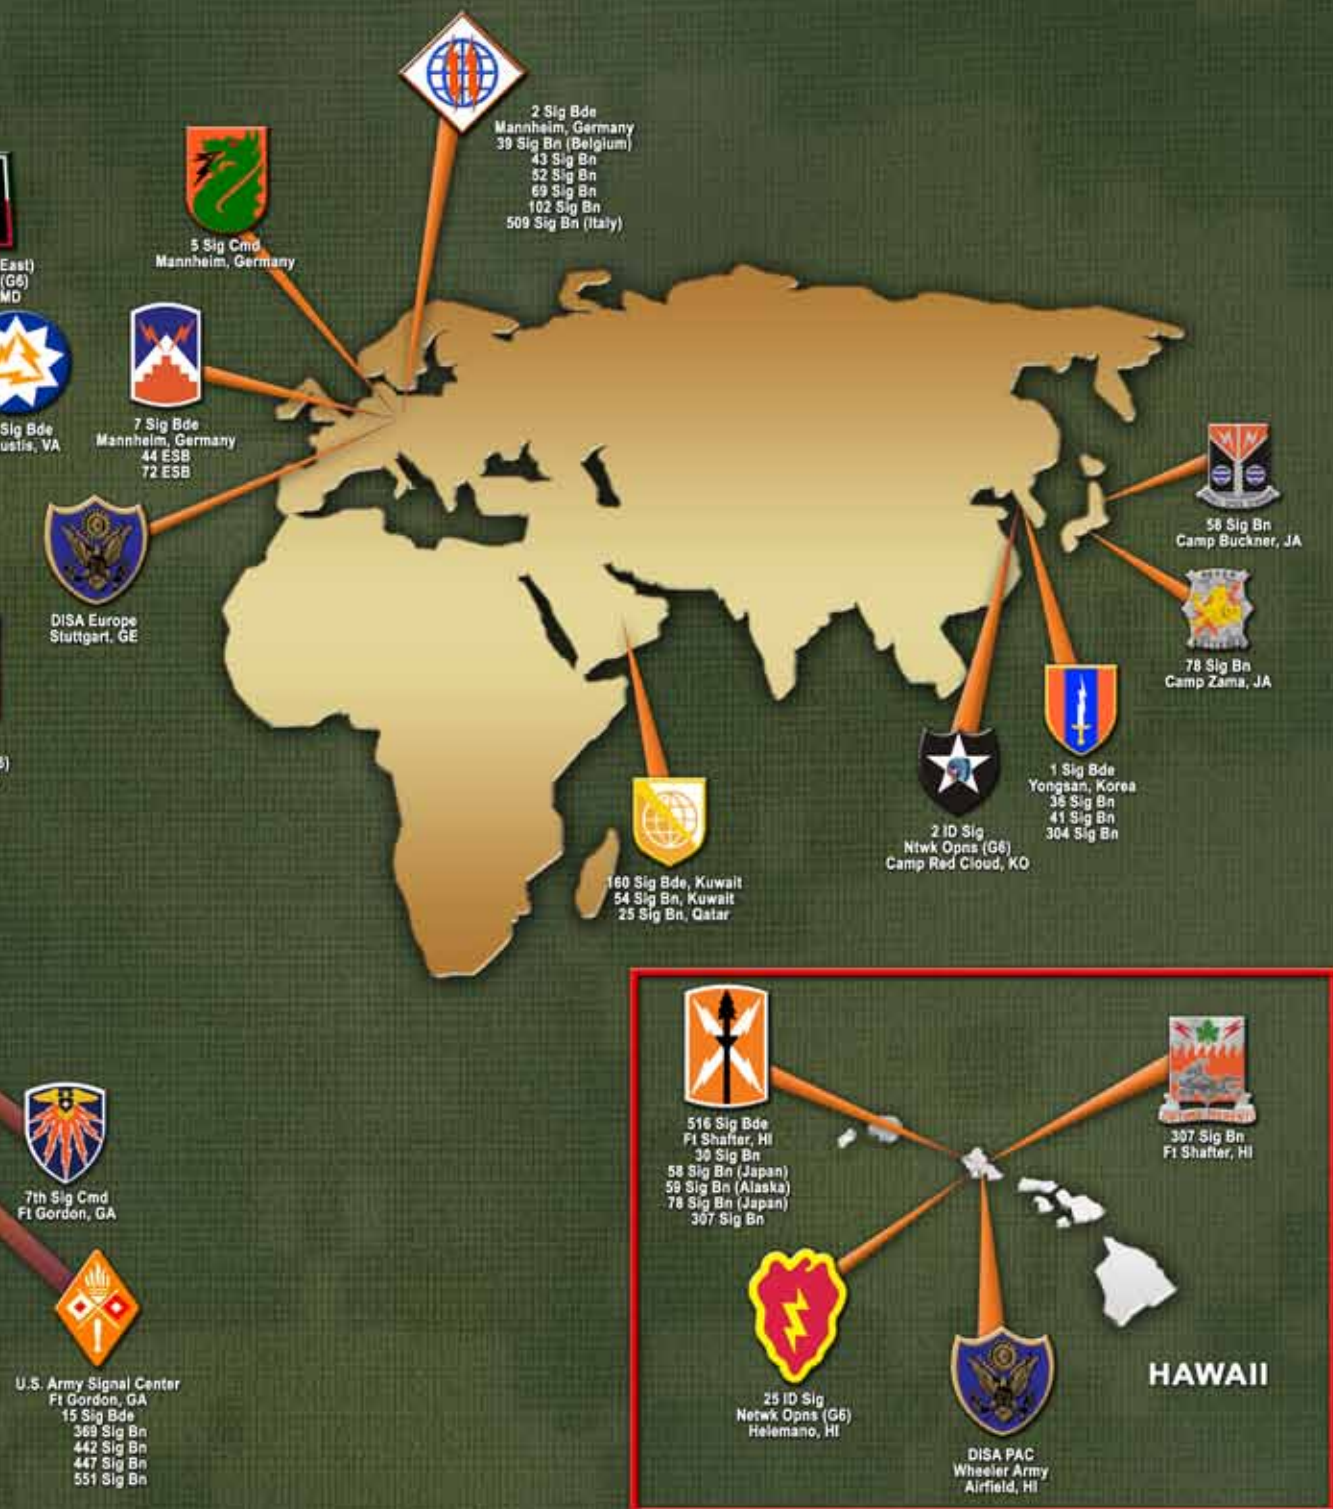 2 Sig Bde
Mannheim, Germany
39 Sig Bn (Belgium)
43 Sig Bn
52 Sig Bn
69 Sig Bn
102 Sig Bn
509 Sig Bn (Italy)
5 Sig Cmd
Mannheim, Germany
East)
(G6)
MD
Sig Bde
ustis, VA
7 Sig Bde
Mannheim, Germany
44 ESB
72 ESB
DISA Europe
Stuttgart, GE
58 Sig Bn
Camp Buckner, JA
78 Sig Bn
Camp Zama, JA
1 Sig Bde
Yongsan, Korea
36 Sig Bn
41 Sig Bn
304 Sig Bn
2 ID Sig
Ntwk Opns (G6)
Camp Red Cloud, KO
160 Sig Bde, Kuwait
54 Sig Bn, Kuwait
25 Sig Bn, Qatar
516 Sig Bde
Ft Shafter, HI
30 Sig Bn
58 Sig Bn (Japan)
59 Sig Bn (Alaska)
78 Sig Bn (Japan)
307 Sig Bn
307 Sig Bn
Ft Shafter, HI
25 ID Sig
Netwk Opns (G6)
Helemano, HI
DISA PAC
Wheeler Army
Airfield, HI
HAWAII
7th Sig Cmd
Ft Gordon, GA
U.S. Army Signal Center
Ft Gordon, GA
15 Sig Bde
369 Sig Bn
442 Sig Bn
447 Sig Bn
551 Sig Bn